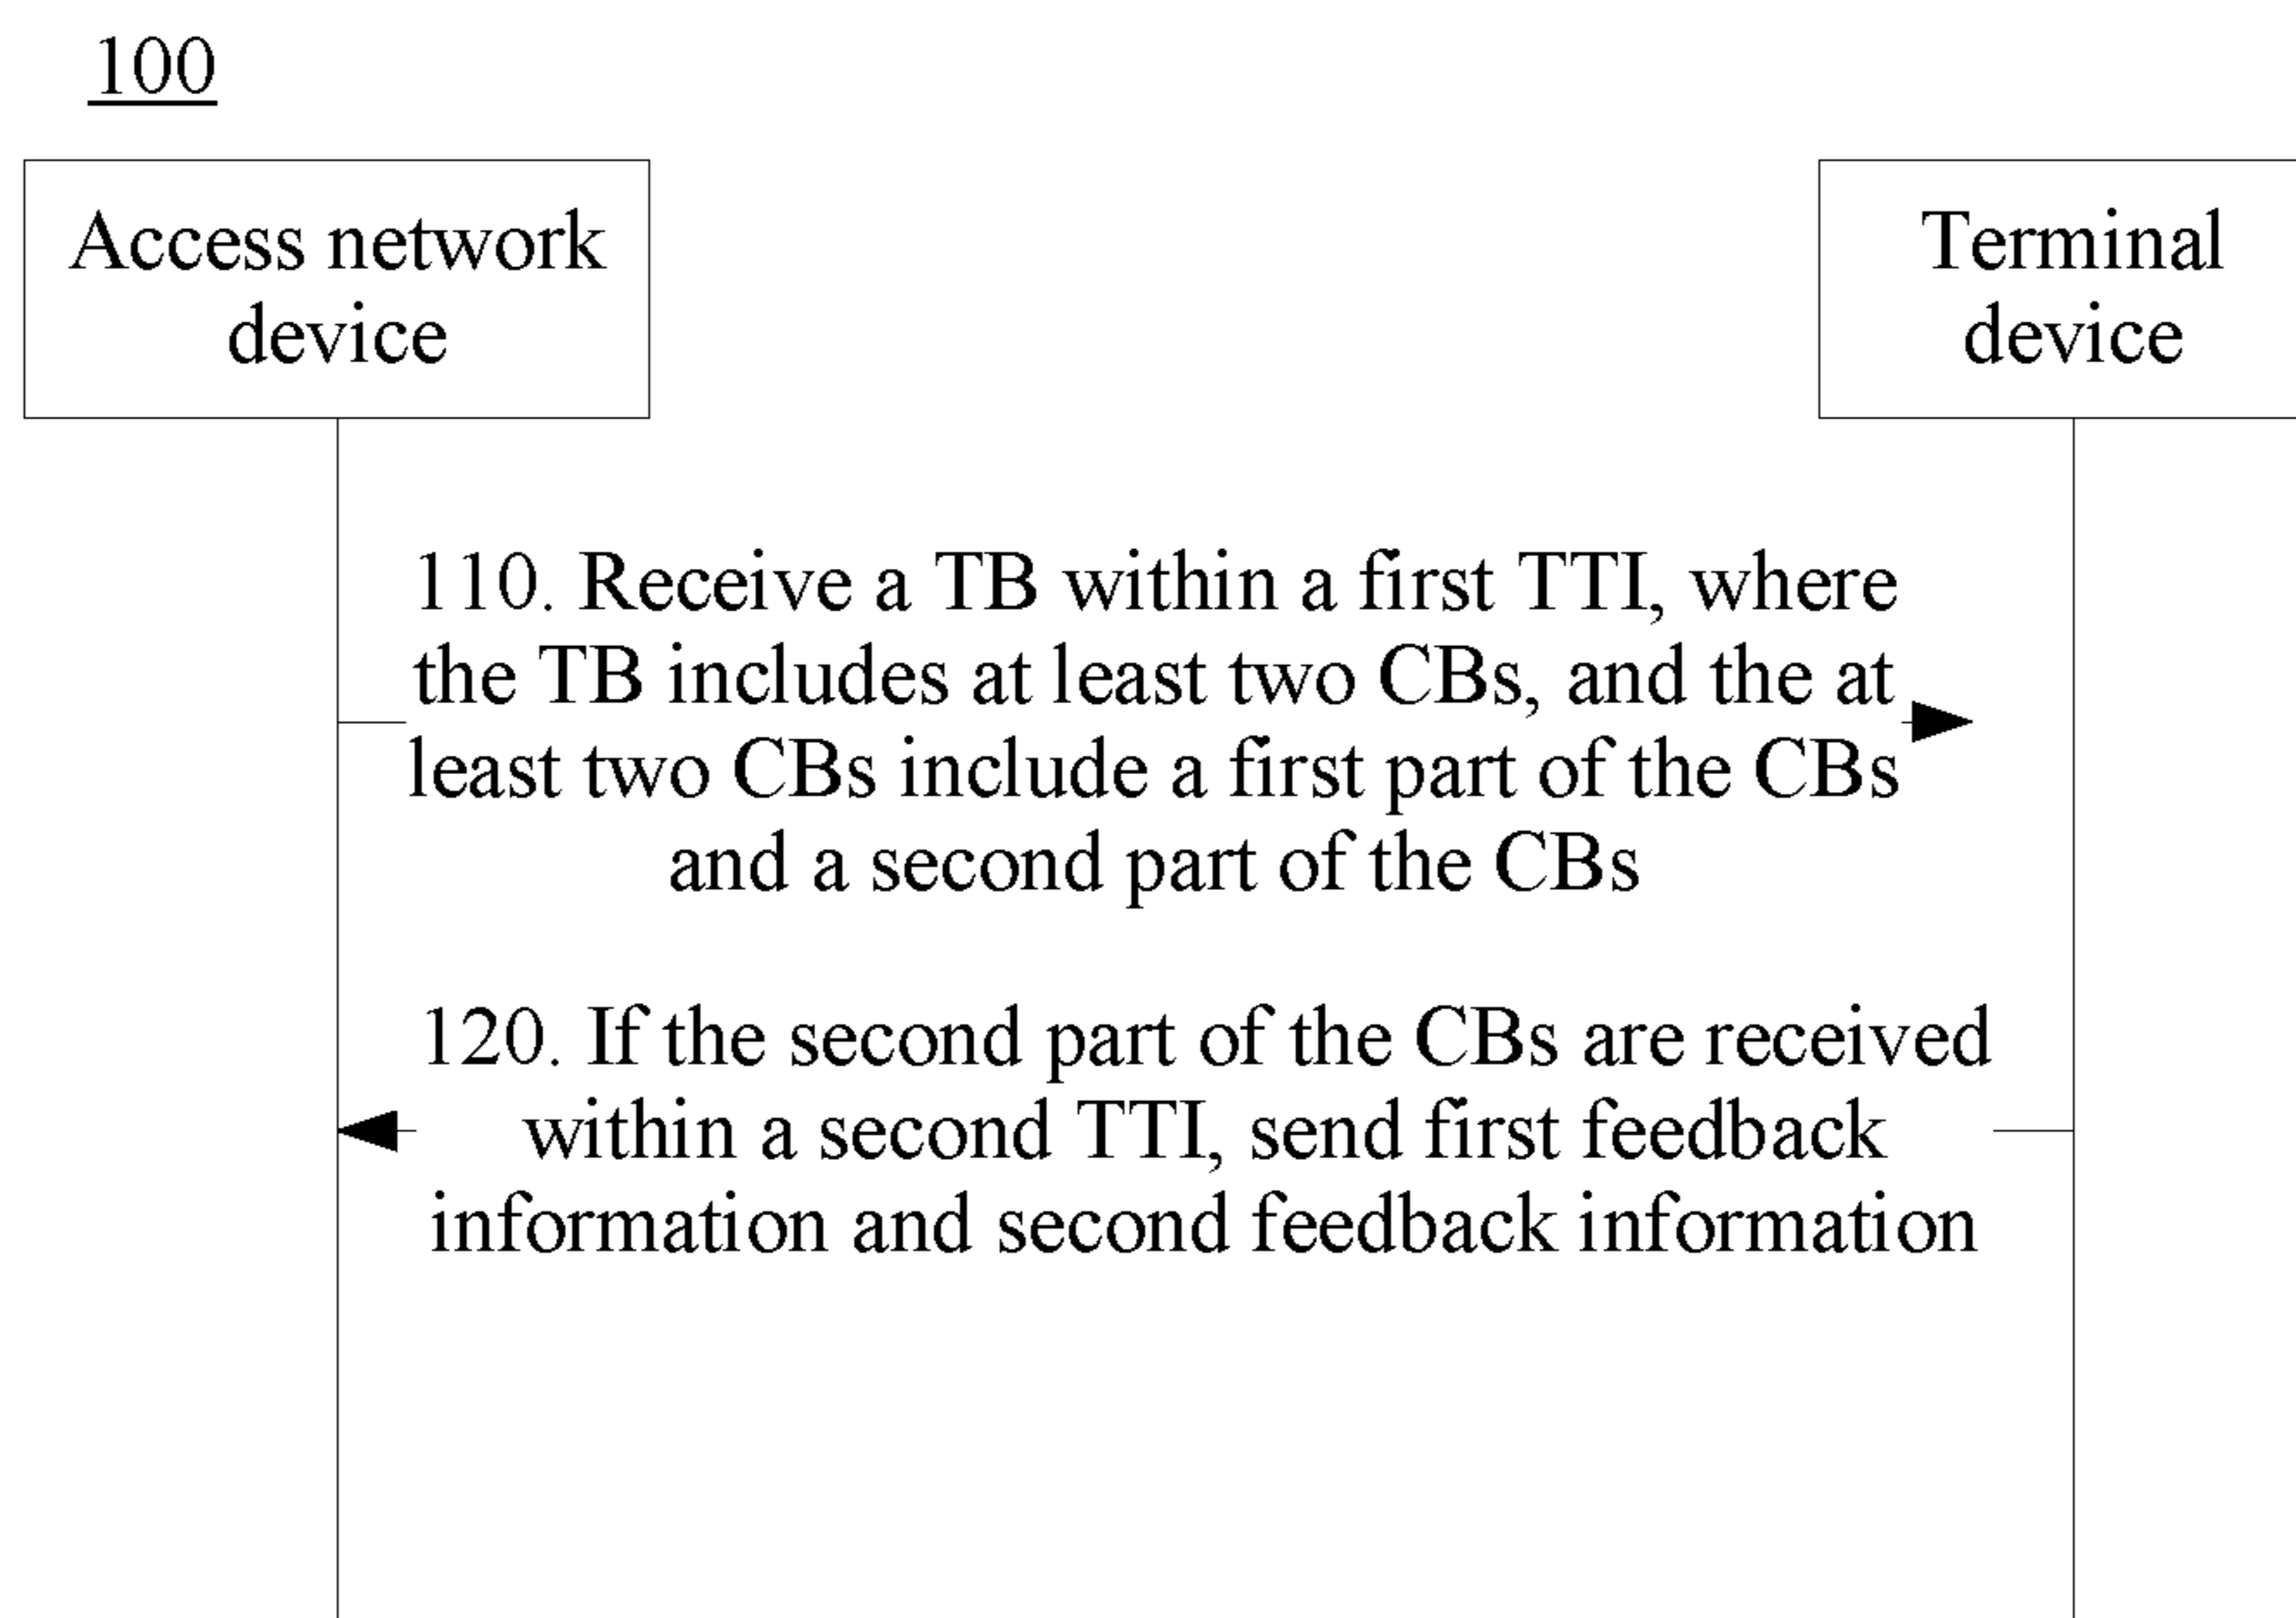 100
Access network
device
Terminal
device
110. Receive a TB within a first TTI, where
the TB includes at least two CBs, and the at
least two CBs include a first part of the CBs
and a second part of the CBs
120. If the second part of the CBs are received
within a second TTI, send first feedback
information and second feedback information